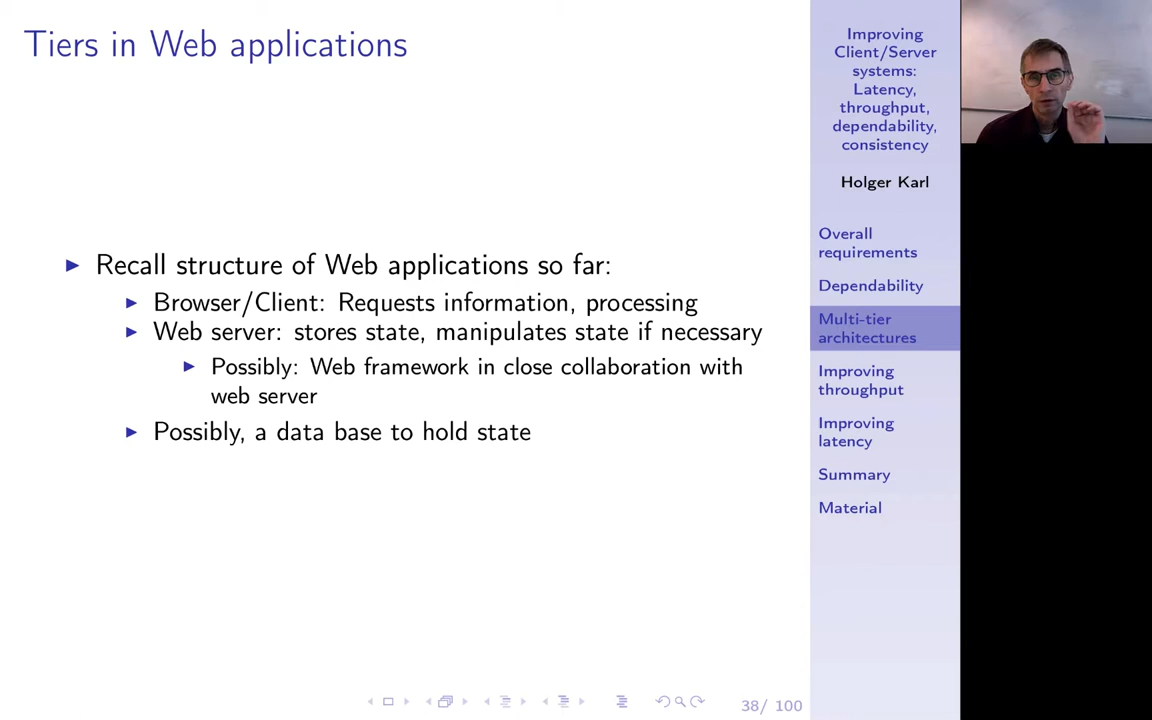 Tiers in Web applications
Recall structure of Web applications so far:
Browser/Client: Requests information, processing
Web server: stores state, manipulates state if necessary
Possibly: Web framework in close collaboration with
web server
Possibly, a data base to hold state
Improving
Client/Server
systems:
Latency,
throughput,
dependability,
consistency
Holger Karl
Overall
requirements
Dependability
Multi-tier
architectures
Improving
throughput
Improving
latency
Summary
Material
38/ 100